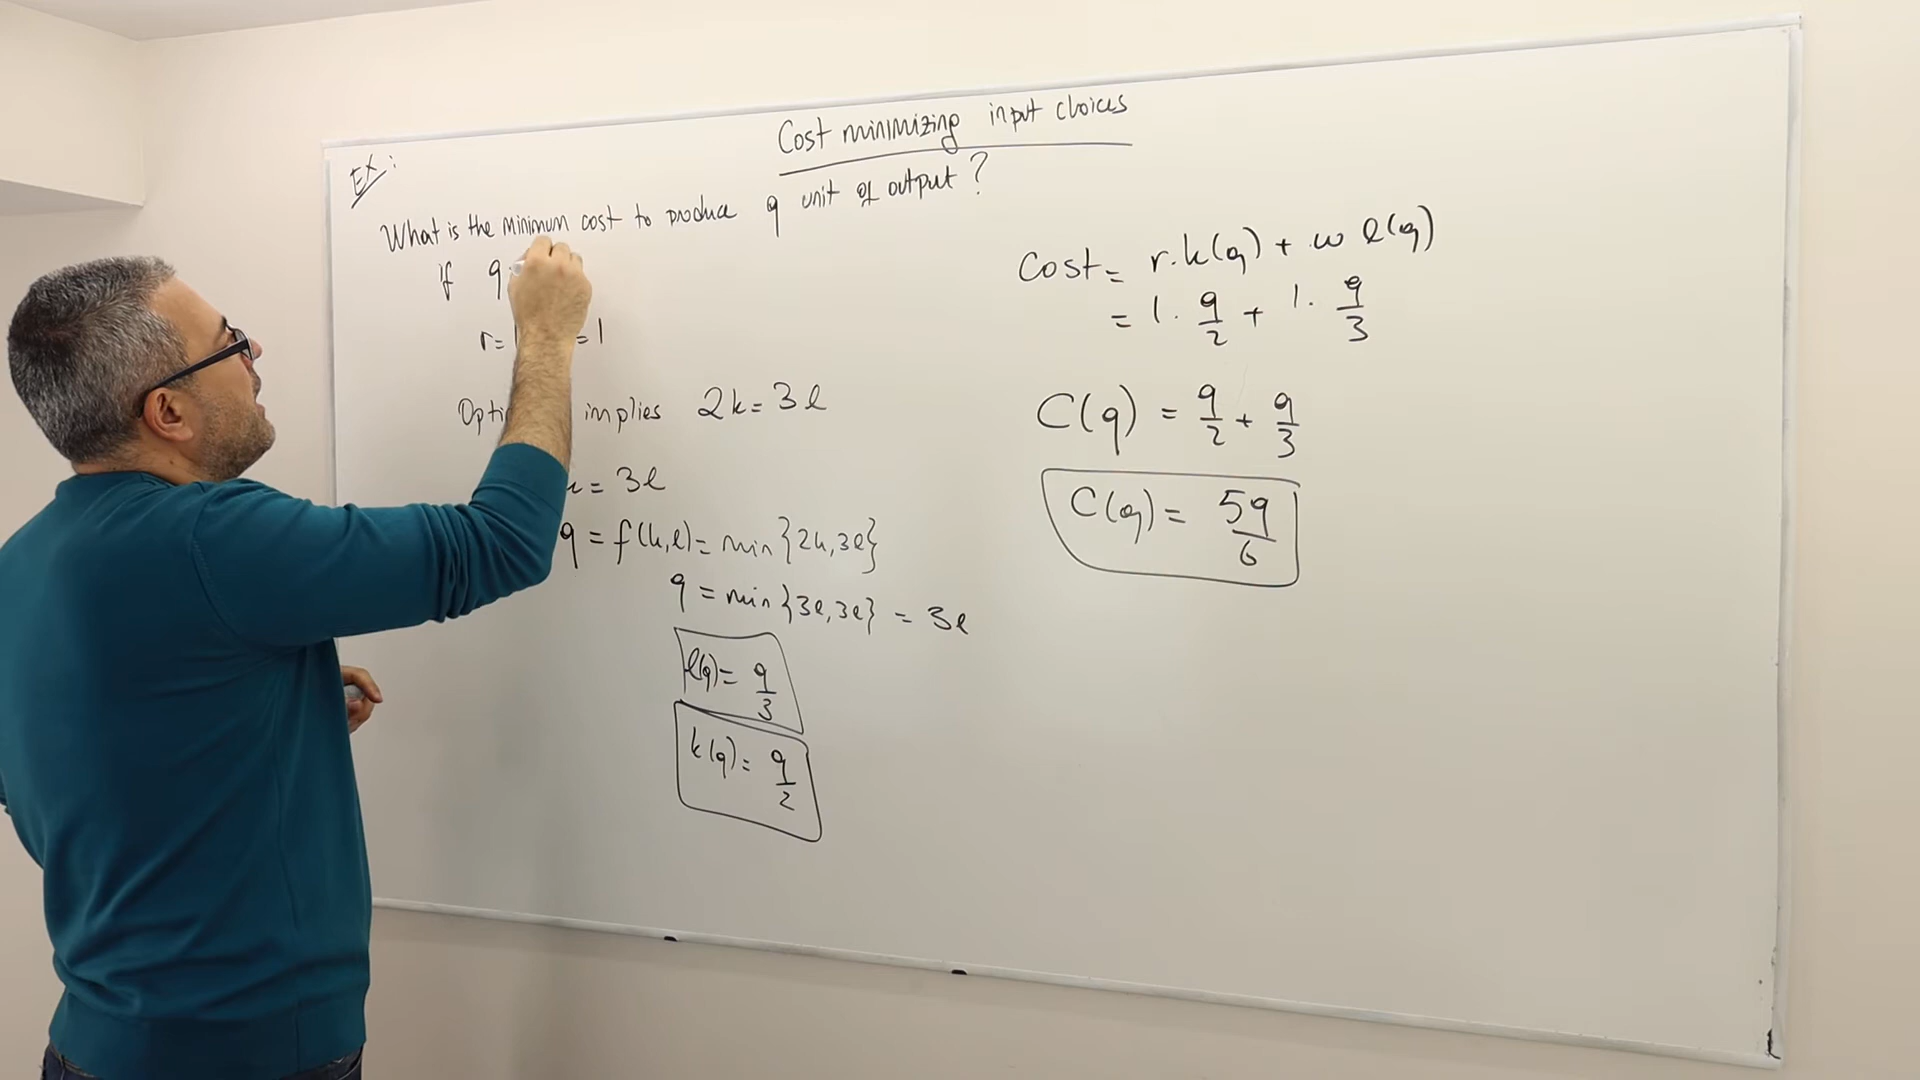 Cost minimizing input choices
Ex:
What is the minimum cost to produce q unit of output?
if q
r= =1
implies 2k=3l
= 3l
q = f(k,l)= min{2k,3l}
q = min{3l,3l} = 3l
l(q)= q/3
k(q)= q/2
Cost= r.k(q) + w l(q)
= 1. q/2 + 1. q/3
C(q) = q/2 + q/3
C(q)= 5q/6